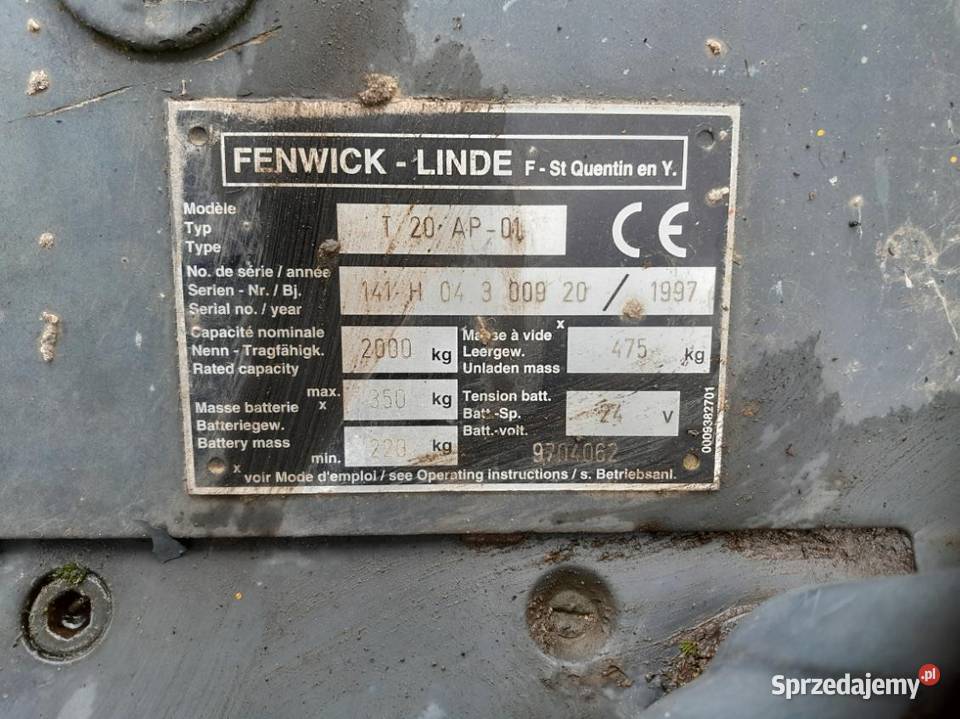 FENWICK - LINDE F - St Quentin en Y.
Modèle
Typ
Type
T 20 AP-01
CE
No. de série / année
Serien - Nr. / Bj.
Serial no. / year
141 H 04 3 009 20 / 1997
Capacité nominale
Nenn - Tragfähigk.
Rated capacity
2000 kg
Masse à vide x
Leergew.
Unladen mass
475 kg
Masse batterie x
Batteriegew.
Battery mass
max. 350 kg
min. 220 kg
Tension batt.
Batt.-Sp.
Batt.-volt.
24 V
9704062
0009382701
x voir Mode d'emploi / see Operating instructions / s. Betriebsanl.
Sprzedajemy.pl